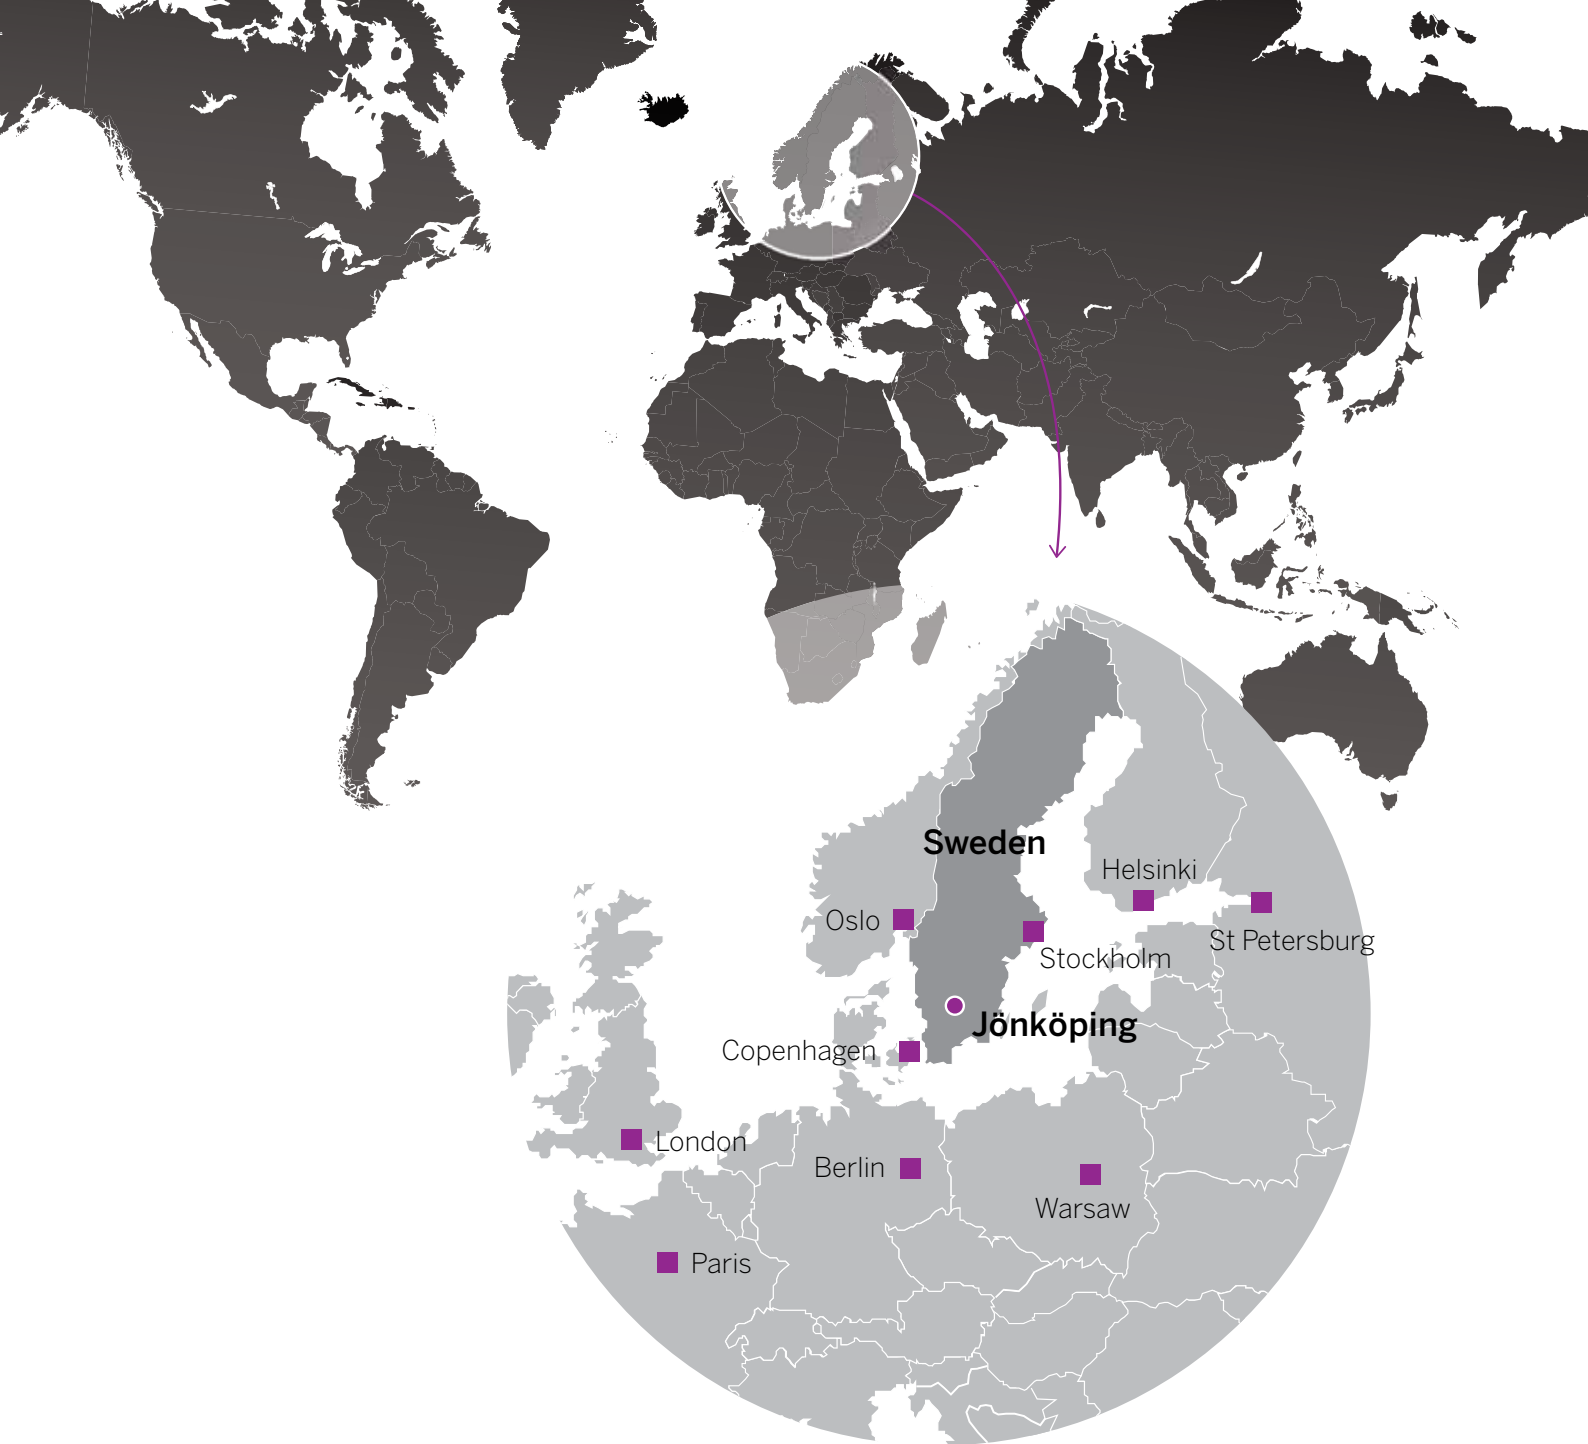 Sweden
Helsinki
Oslo
St Petersburg
Stockholm
Jönköping
Copenhagen
London
Berlin
Warsaw
Paris